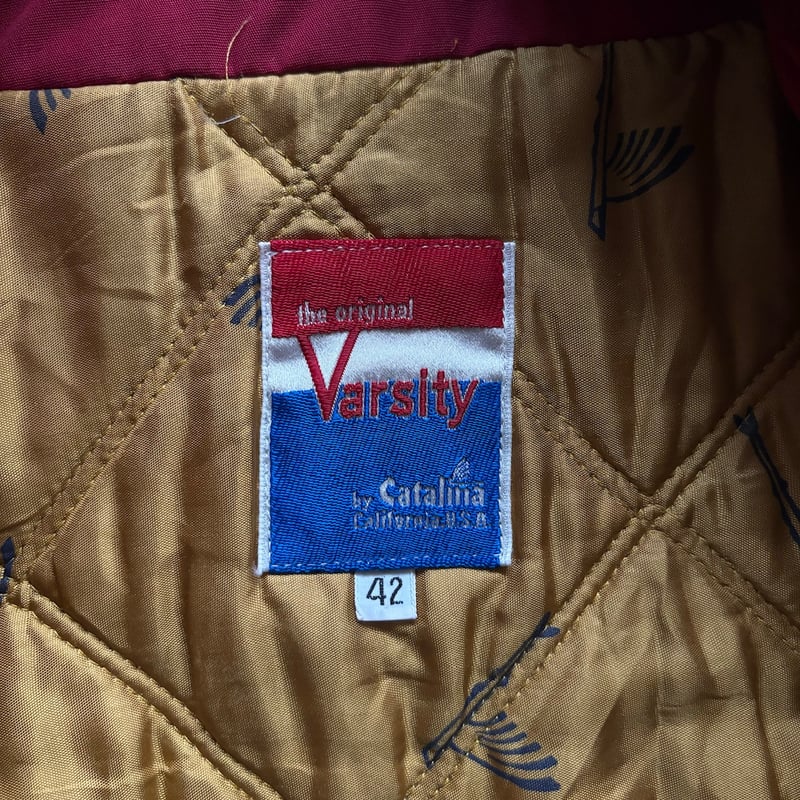 the original
Varsity
by Catalina
California U.S.A
42